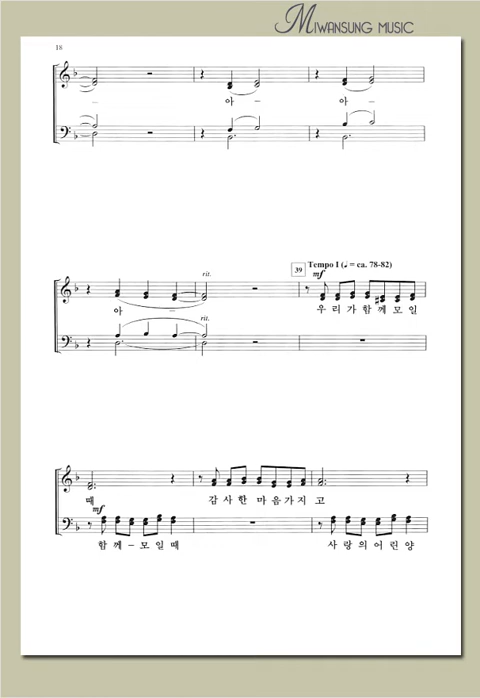 MIWANSUNG MUSIC
18
– 아 – 아 –
rit.
39 Tempo I (♩ = ca. 78-82)
mf
아 – 우 리 가 함 께 모 일
rit.
때 감 사 한 마 음 가 지 고
mf
함 께 – 모 일 때 사 랑 의 어 린 양